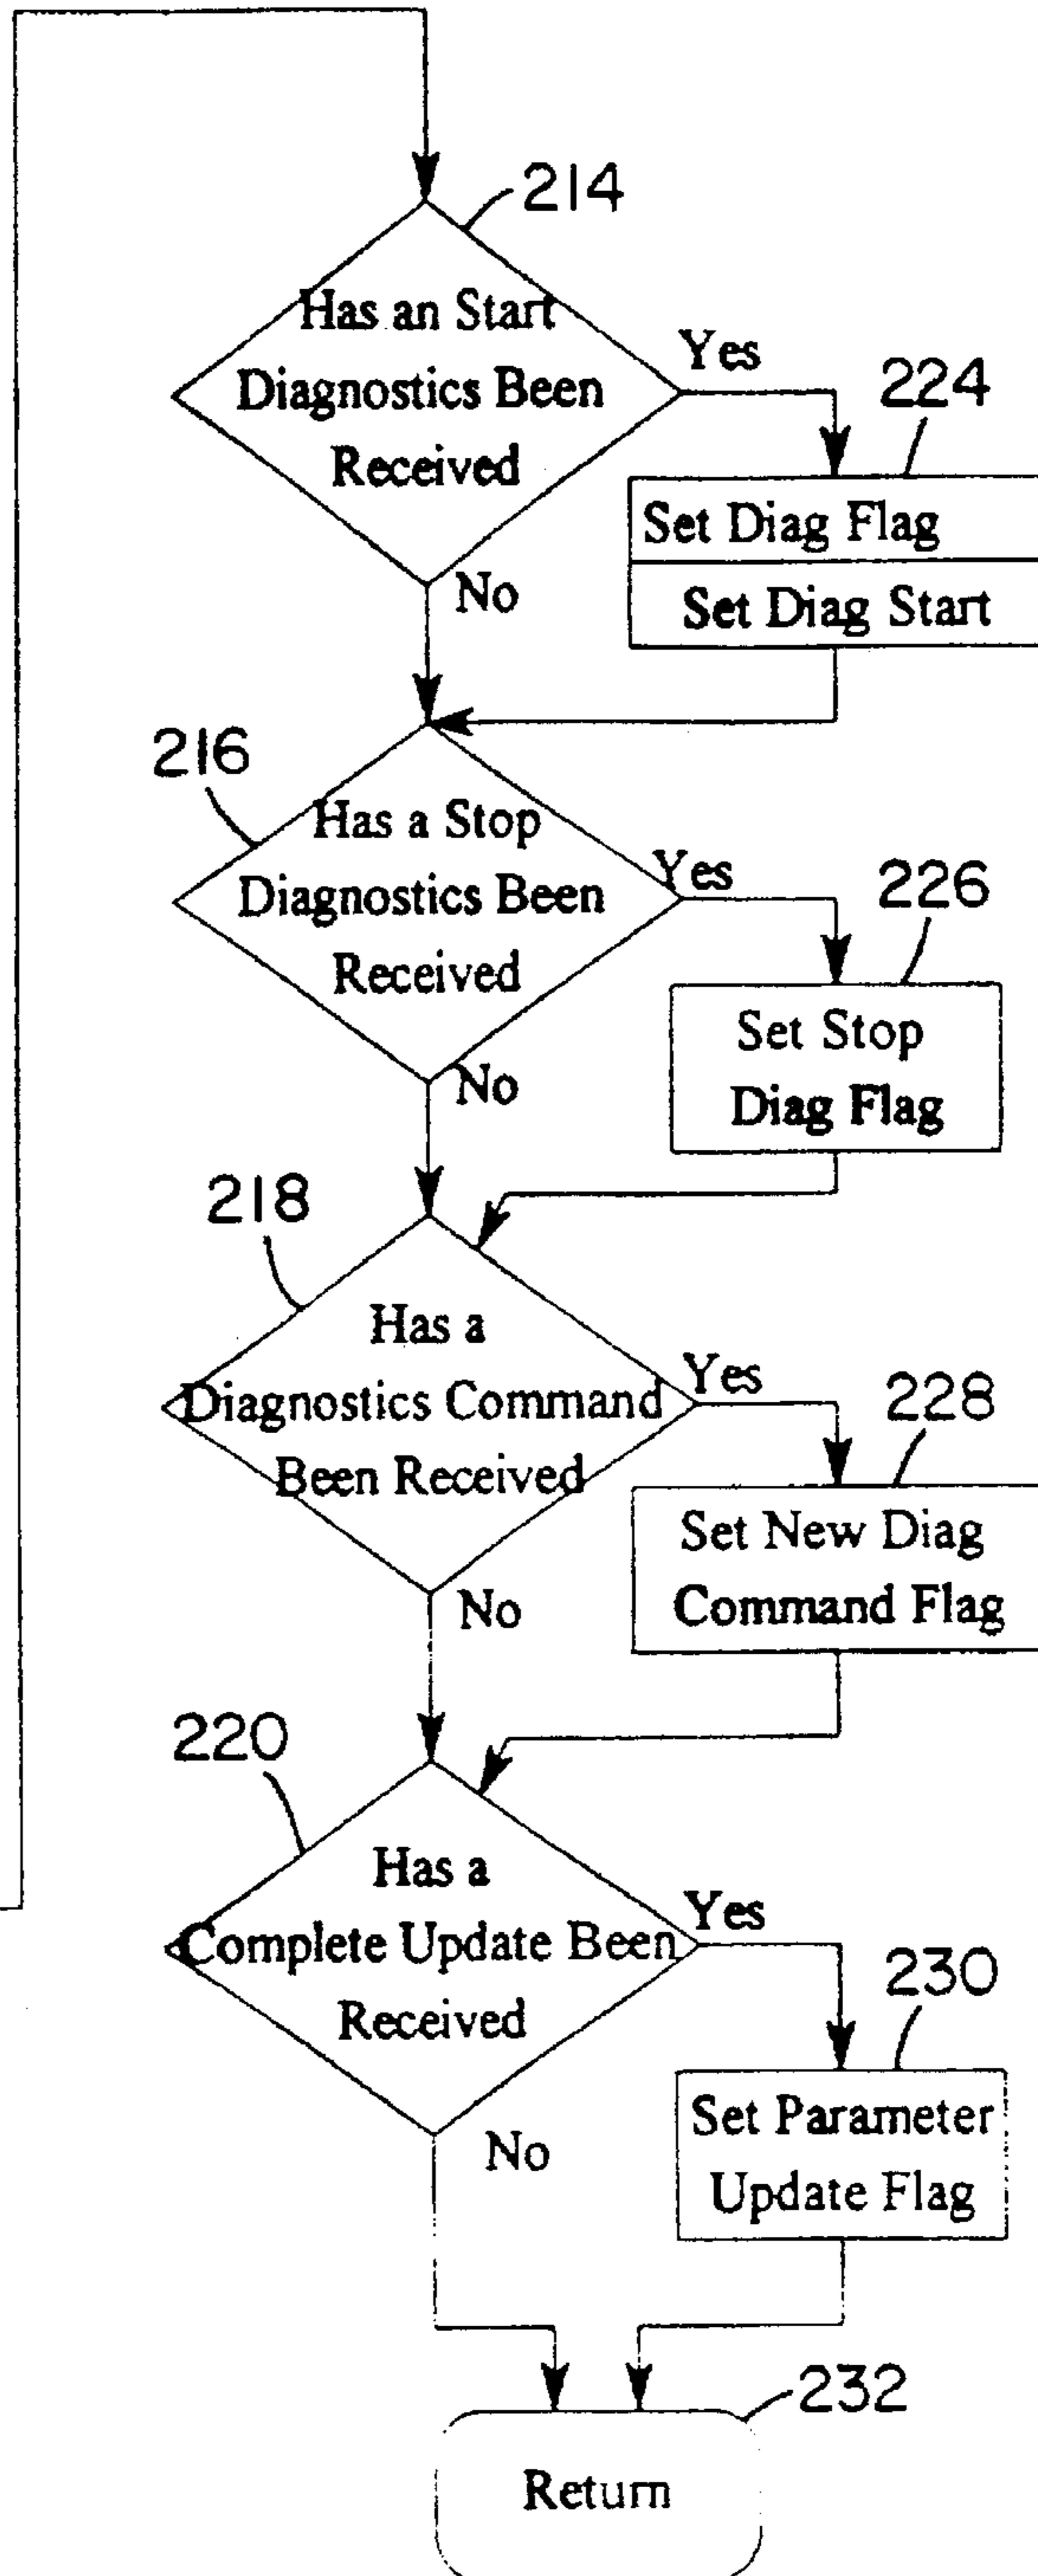 214
Has an Start
Diagnostics Been
Received
Yes
224
Set Diag Flag
Set Diag Start
No
216
Has a Stop
Diagnostics Been
Received
Yes
226
Set Stop
Diag Flag
No
218
Has a
Diagnostics Command
Been Received
Yes
228
Set New Diag
Command Flag
No
220
Has a
Complete Update Been
Received
Yes
230
Set Parameter
Update Flag
No
232
Return